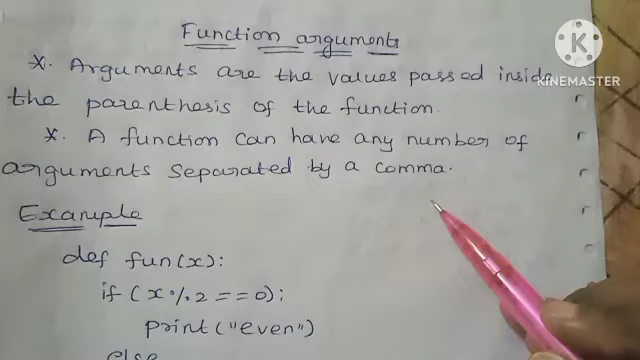 Function arguments
*. Arguments are the values passed inside
the parenthesis of the function.
*. A function can have any number of
arguments separated by a comma.
Example
def fun(x):
if (x%2==0):
print("even")
else
KINEMASTER